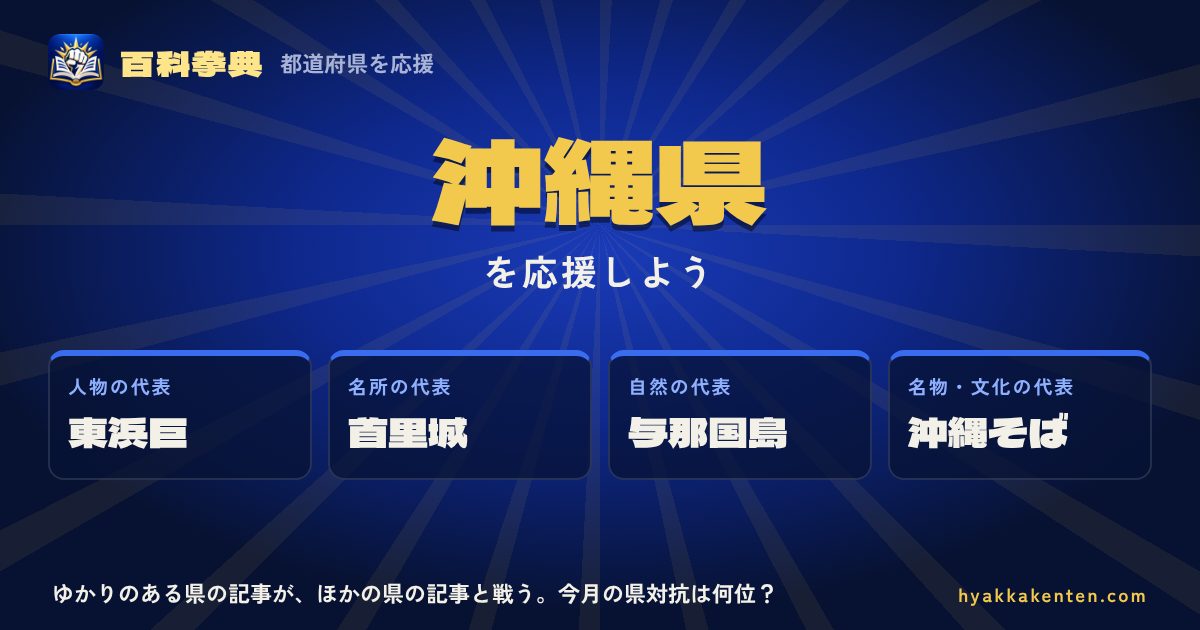 百科拳典 都道府県を応援
沖縄県
を応援しよう
人物の代表
東浜巨
名所の代表
首里城
自然の代表
与那国島
名物・文化の代表
沖縄そば
ゆかりのある県の記事が、ほかの県の記事と戦う。今月の県対抗は何位？
hyakkakenten.com